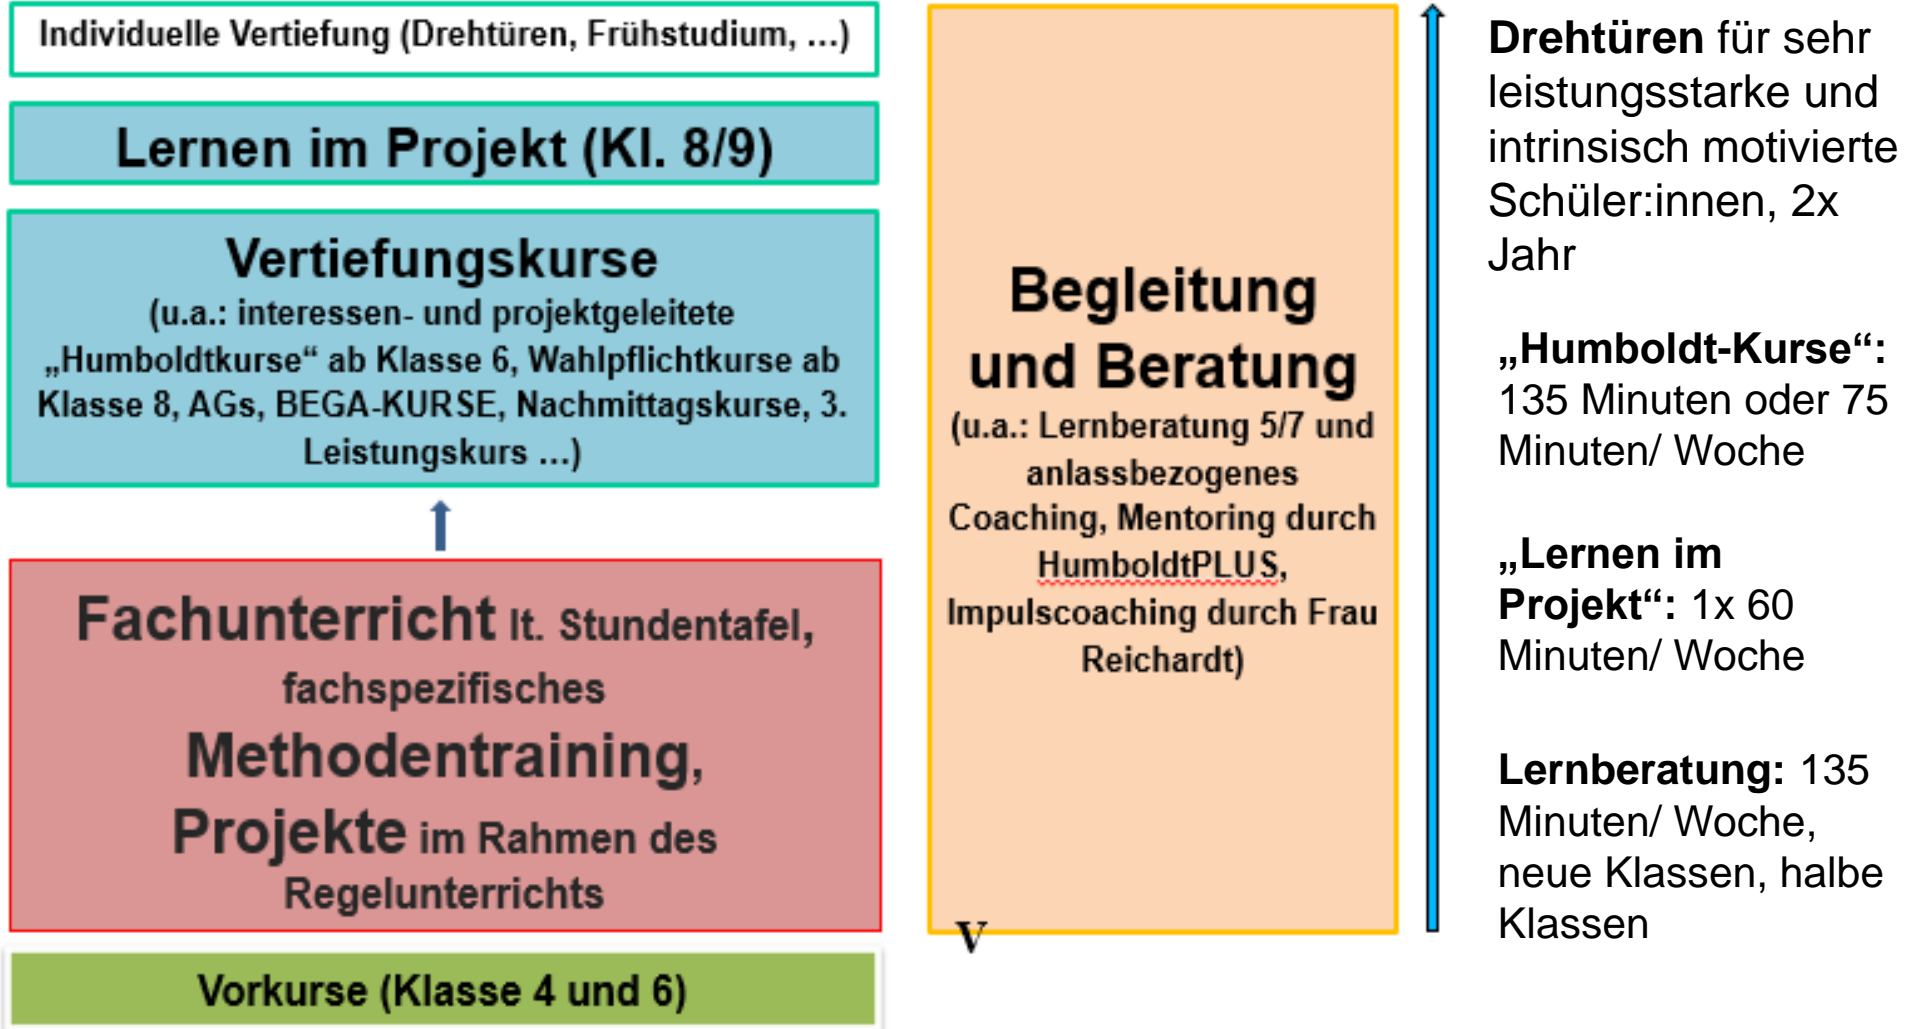 Individuelle Vertiefung (Drehtüren, Frühstudium, …)
Lernen im Projekt (Kl. 8/9)
Vertiefungskurse
(u.a.: interessen- und projektgeleitete
„Humboldtkurse“ ab Klasse 6, Wahlpflichtkurse ab
Klasse 8, AGs, BEGA-KURSE, Nachmittagskurse, 3.
Leistungskurs …)
Fachunterricht lt. Stundentafel,
fachspezifisches
Methodentraining,
Projekte im Rahmen des
Regelunterrichts
Vorkurse (Klasse 4 und 6)
Begleitung
und Beratung
(u.a.: Lernberatung 5/7 und
anlassbezogenes
Coaching, Mentoring durch
HumboldtPLUS,
Impulscoaching durch Frau
Reichardt)
V
Drehtüren für sehr
leistungsstarke und
intrinsisch motivierte
Schüler:innen, 2x
Jahr
„Humboldt-Kurse“:
135 Minuten oder 75
Minuten/ Woche
„Lernen im
Projekt“: 1x 60
Minuten/ Woche
Lernberatung: 135
Minuten/ Woche,
neue Klassen, halbe
Klassen